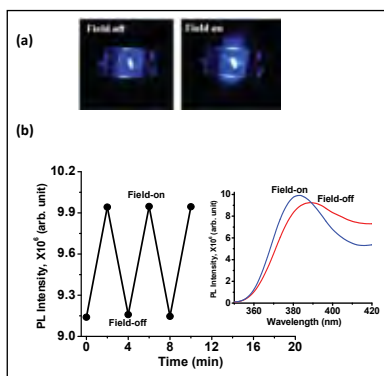 (a)
Field-off
Field-on
(b)
10.2
9.9
9.6
9.3
9.0
PL Intensity, X10⁶ (arb. unit)
Field-on
Field-off
0 4 8 12 16 20
Time (min)
10
8
6
4
2
0
PL Intensity, X10⁶ (arb. unit)
Field-on
Field-off
360 380 400 420
Wavelength (nm)